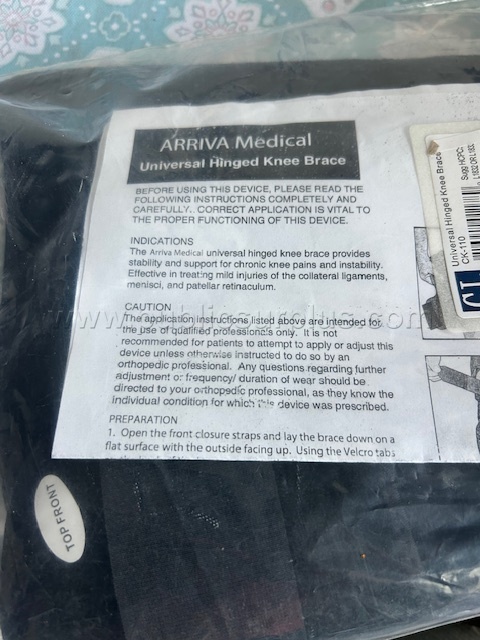 ARRIVA Medical
Universal Hinged Knee Brace
BEFORE USING THIS DEVICE, PLEASE READ THE
FOLLOWING INSTRUCTIONS COMPLETELY AND
CAREFULLY.. CORRECT APPLICATION IS VITAL TO
THE PROPER FUNCTIONING OF THIS DEVICE.
INDICATIONS
The Arriva Medical universal hinged knee brace provides
stability and support for chronic knee pains and instability.
Effective in treating mild injuries of the collateral ligaments,
menisci, and patellar retinaculum.
CAUTION
The application instructions listed above are intended for
the use of qualified professionals only. It is not
recommended for patients to attempt to apply or adjust this
device unless otherwise instructed to do so by an
orthopedic professional. Any questions regarding further
adjustment or frequency/ duration of wear should be
directed to your orthopedic professional, as they know the
individual condition for which this device was prescribed.
PREPARATION
1. Open the front closure straps and lay the brace down on a
flat surface with the outside facing up. Using the Velcro tabs
TOP FRONT
Universal Hinged Knee Brace
CK-110
Sugg HCPC:
L1832 OR L1833
www.publicsurplus.com